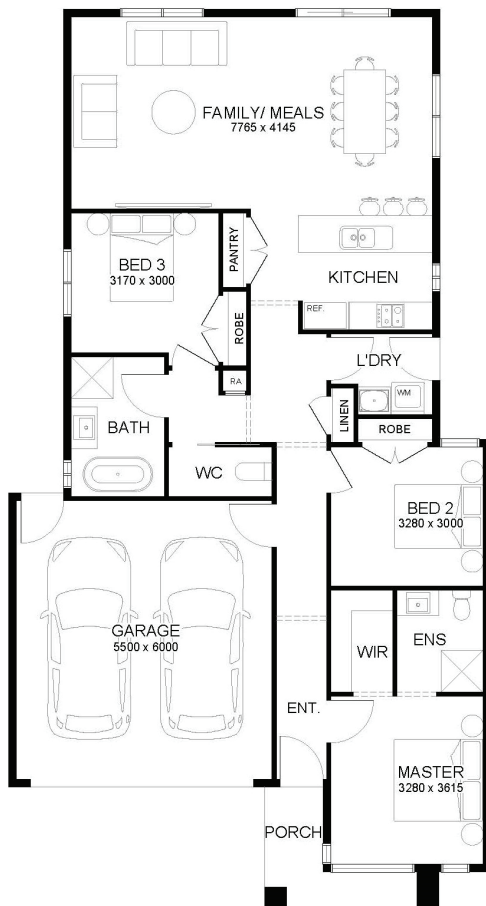 FAMILY/ MEALS
7765 x 4145
BED 3
3170 x 3000
PANTRY
KITCHEN
REF.
ROBE
L'DRY
RA
WM
LINEN
ROBE
BATH
WC
BED 2
3280 x 3000
GARAGE
5500 x 6000
WIR
ENS
ENT.
MASTER
3280 x 3615
PORCH